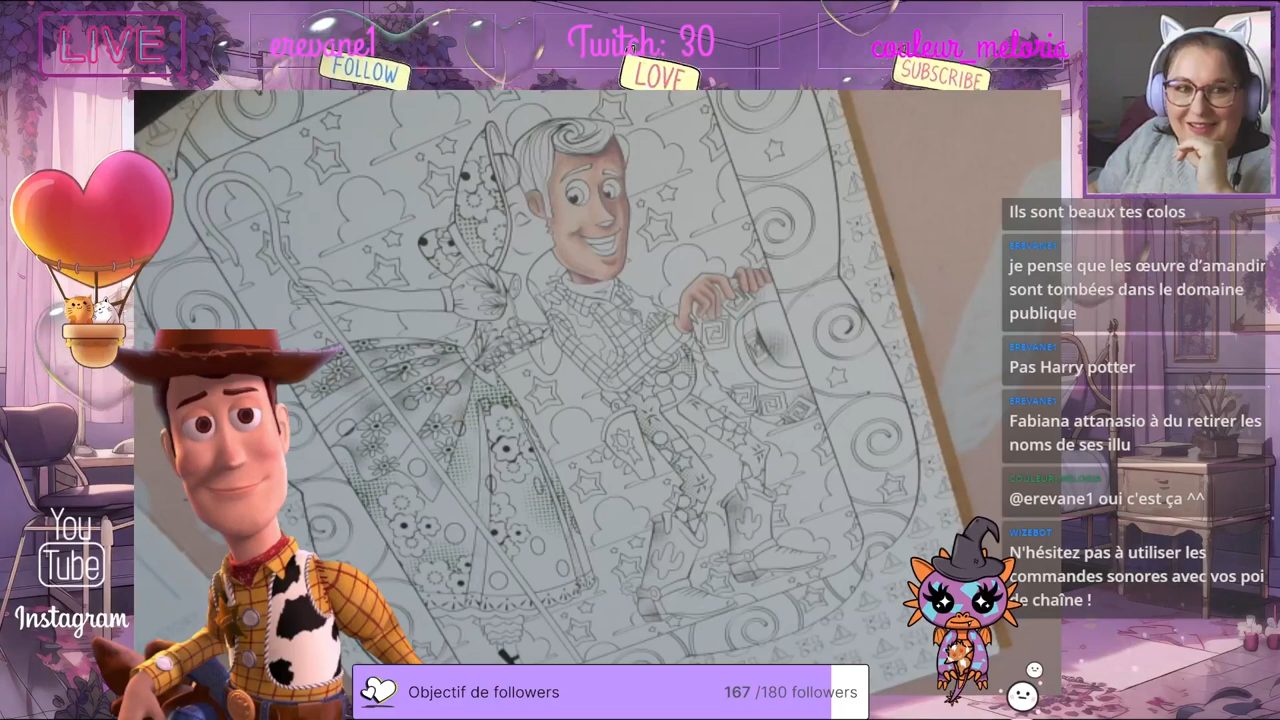 LIVE
erevane1
Twitch: 30
couleur_meloria
FOLLOW
LOVE
SUBSCRIBE
Ils sont beaux tes colos
EREVANE1
je pense que les œuvre d’amandir
sont tombées dans le domaine
publique
EREVANE1
Pas Harry potter
EREVANE1
Fabiana attanasio à du retirer les
noms de ses illu
COULEUR_MELORIA
@erevane1 oui c'est ça ^^
WIZEBOT
N'hésitez pas à utiliser les
commandes sonores avec vos poi
de chaîne !
You
Tube
Instagram
Objectif de followers
167 /180 followers